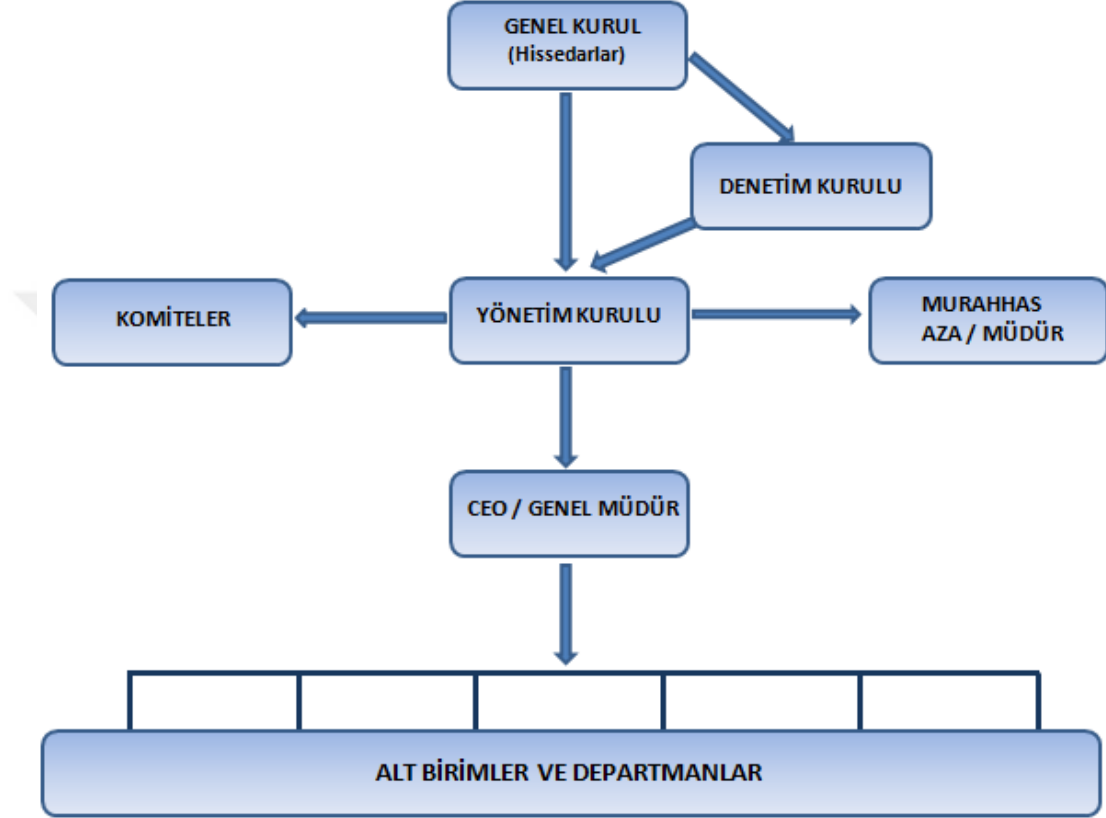 GENEL KURUL
(Hissedarlar)
DENETİM KURULU
KOMİTELER
YÖNETİM KURULU
MURAHHAS
AZA / MÜDÜR
CEO / GENEL MÜDÜR
ALT BİRİMLER VE DEPARTMANLAR